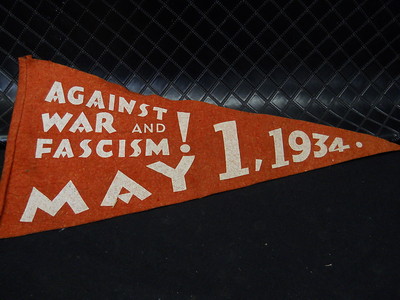 AGAINST
WAR AND
FASCISM!
MAY 1, 1934.